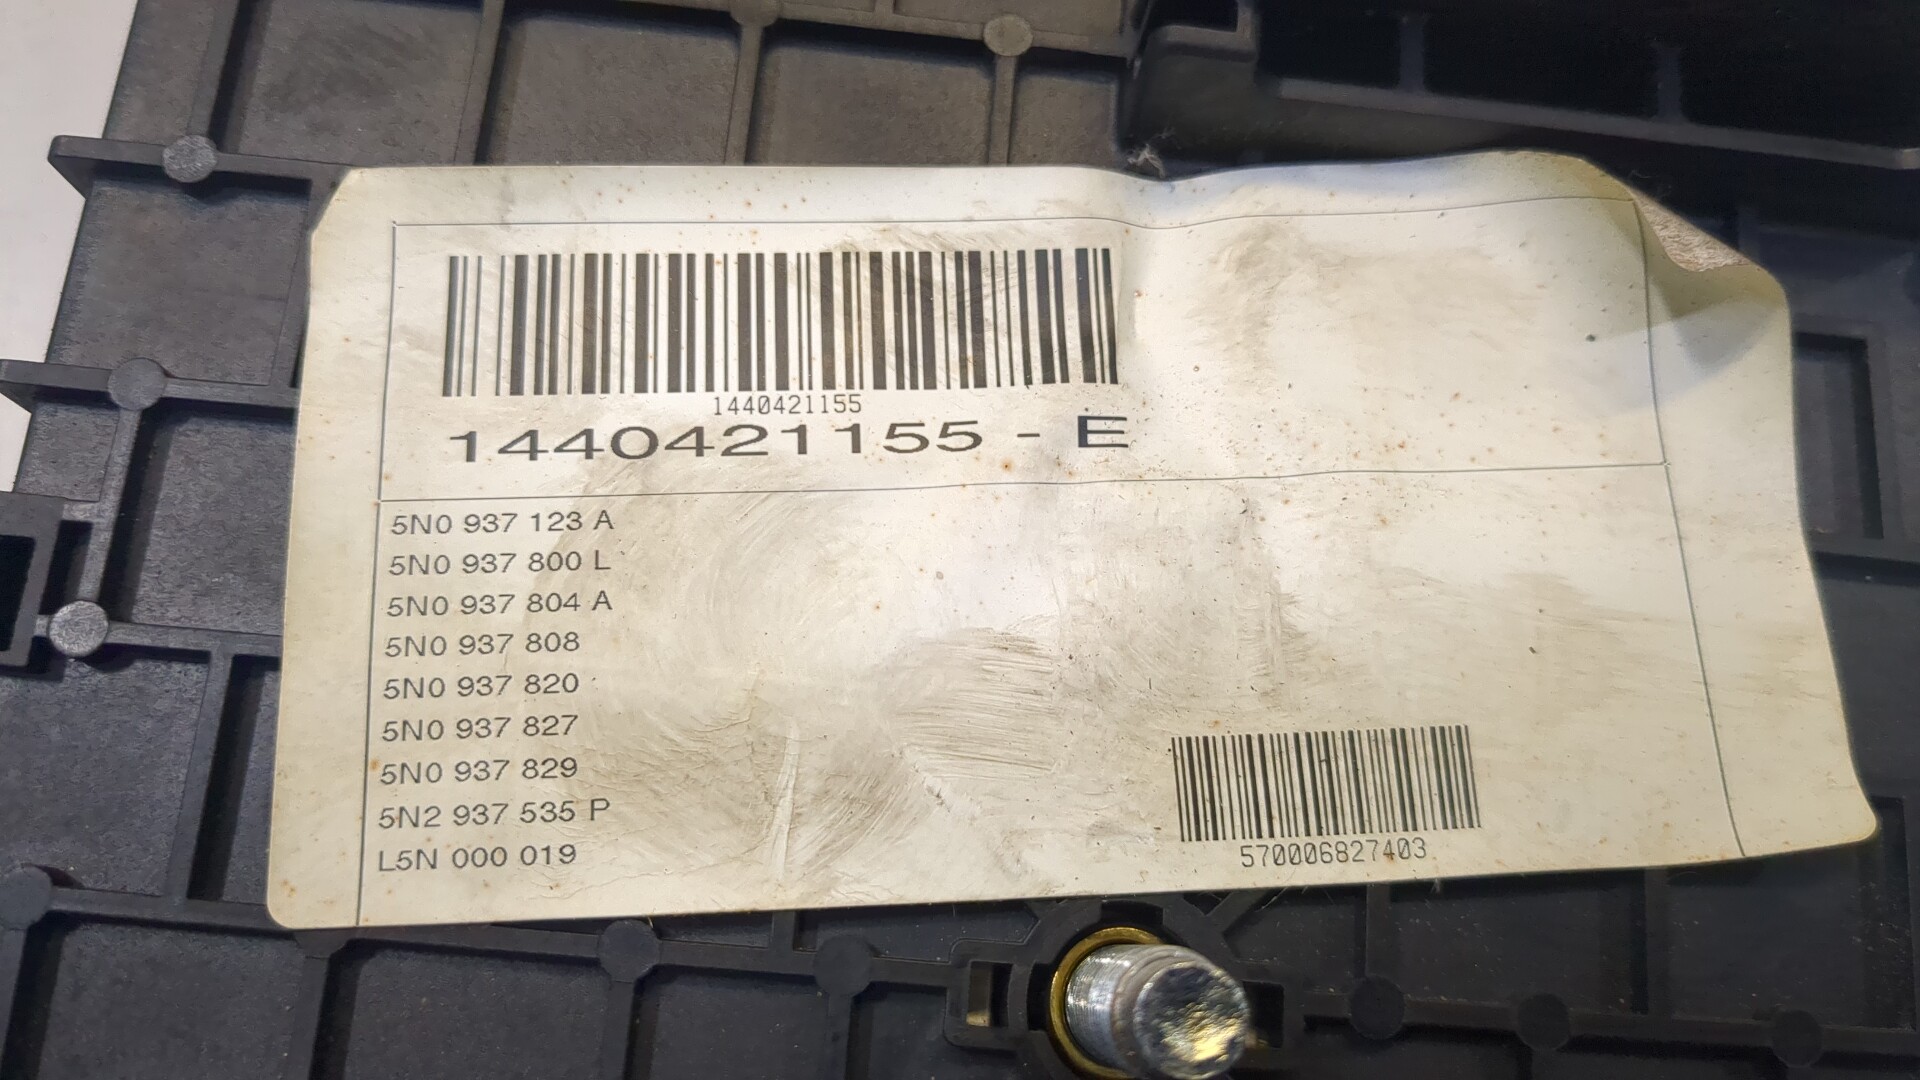 1440421155
1440421155 - E
5N0 937 123 A
5N0 937 800 L
5N0 937 804 A
5N0 937 808
5N0 937 820
5N0 937 827
5N0 937 829
5N2 937 535 P
L5N 000 019
570006827403